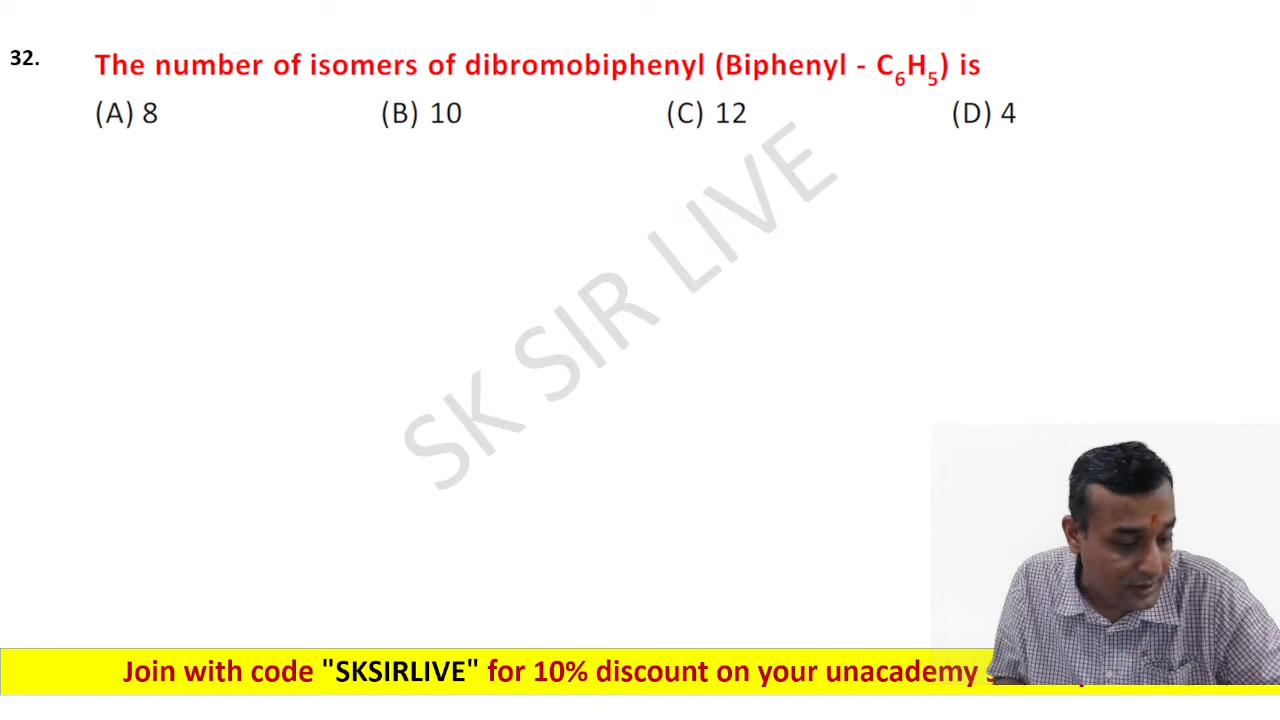 32. The number of isomers of dibromobiphenyl (Biphenyl - C₆H₅) is
(A) 8 (B) 10 (C) 12 (D) 4
SK SIR LIVE
Join with code "SKSIRLIVE" for 10% discount on your unacademy